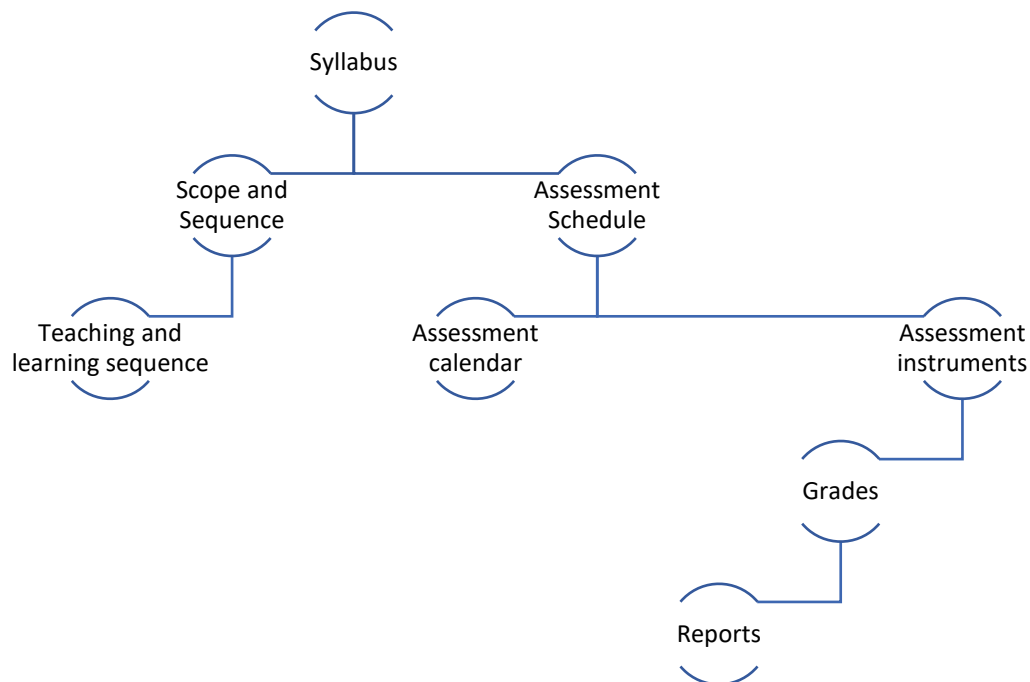 Syllabus
Scope and
Sequence
Assessment
Schedule
Teaching and
learning sequence
Assessment
calendar
Assessment
instruments
Grades
Reports